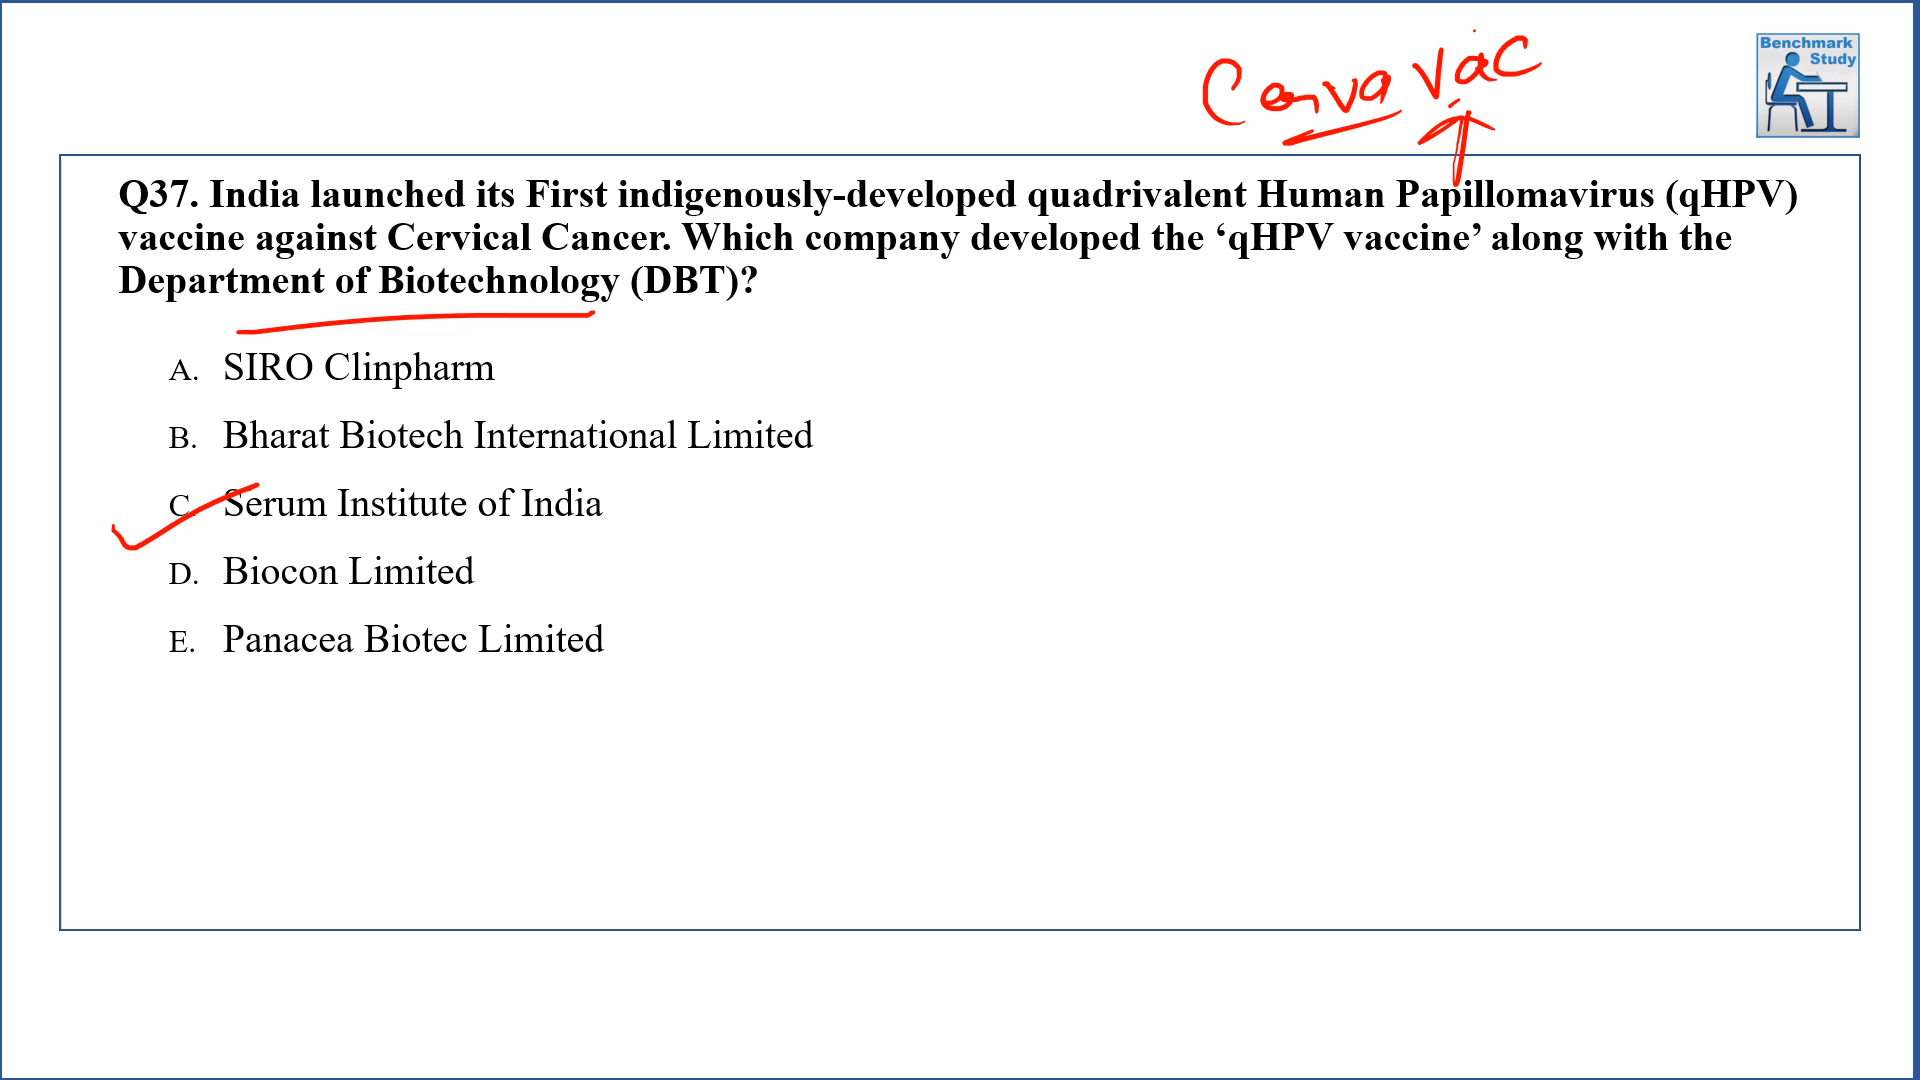 Cervavac
Benchmark
Study
Q37. India launched its First indigenously-developed quadrivalent Human Papillomavirus (qHPV)
vaccine against Cervical Cancer. Which company developed the ‘qHPV vaccine’ along with the
Department of Biotechnology (DBT)?
A. SIRO Clinpharm
B. Bharat Biotech International Limited
C. Serum Institute of India
D. Biocon Limited
E. Panacea Biotec Limited